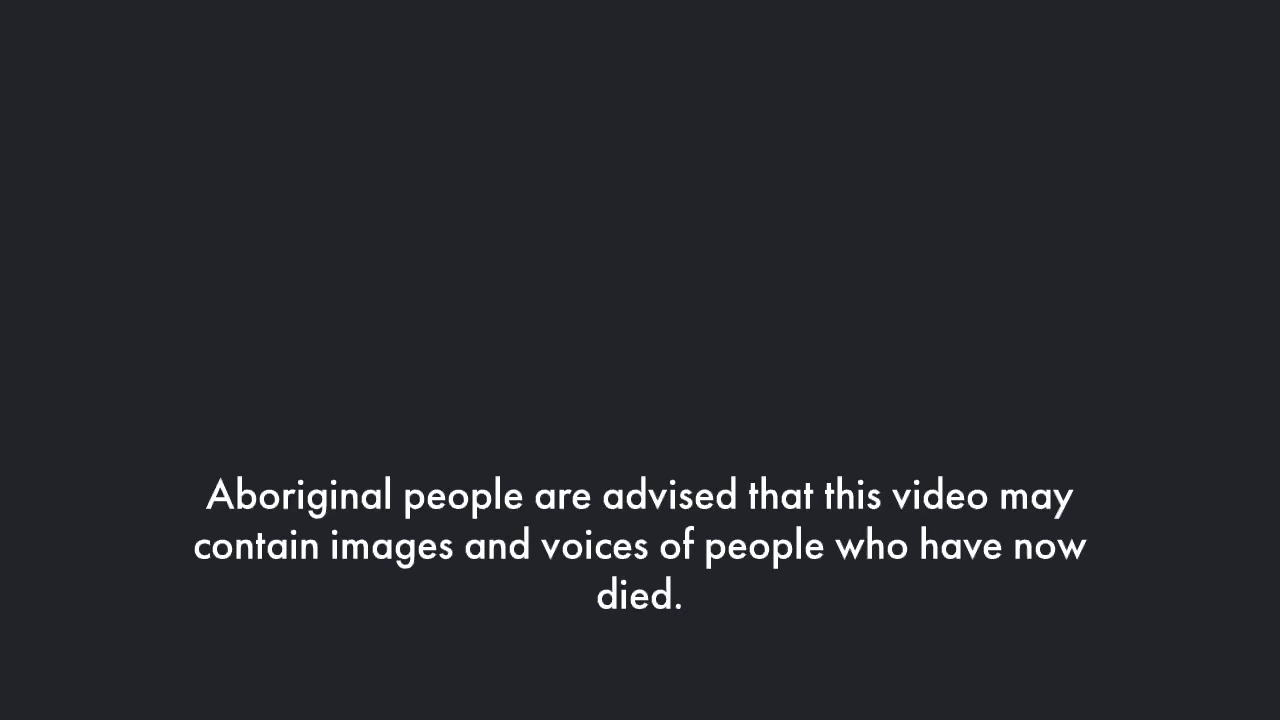 Aboriginal people are advised that this video may
contain images and voices of people who have now
died.